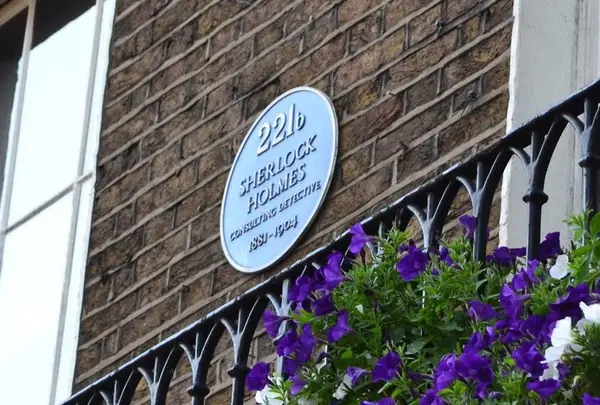 221b
SHERLOCK
HOLMES
CONSULTING DETECTIVE
1881-1904